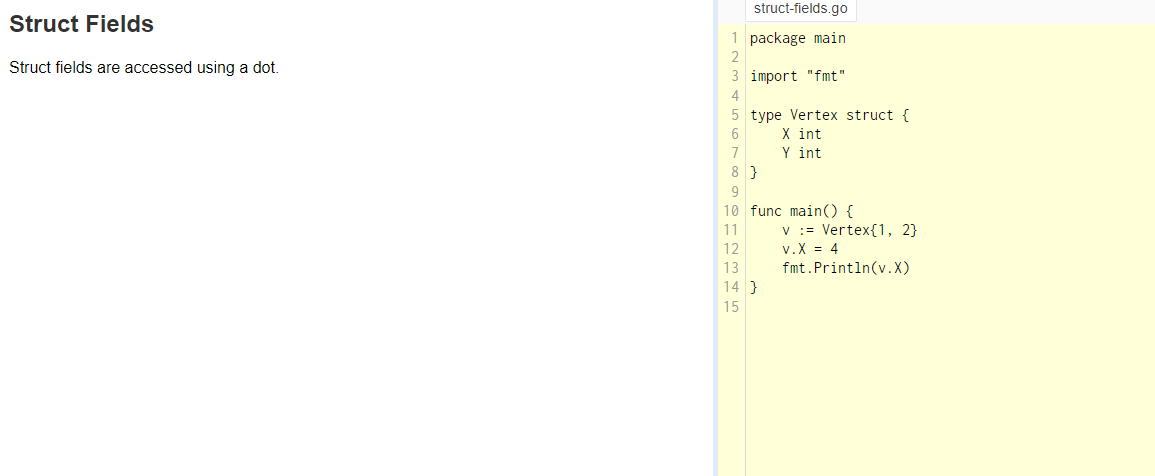 Struct Fields
Struct fields are accessed using a dot.
struct-fields.go
1 package main
2
3 import "fmt"
4
5 type Vertex struct {
6     X int
7     Y int
8 }
9
10 func main() {
11     v := Vertex{1, 2}
12     v.X = 4
13     fmt.Println(v.X)
14 }
15